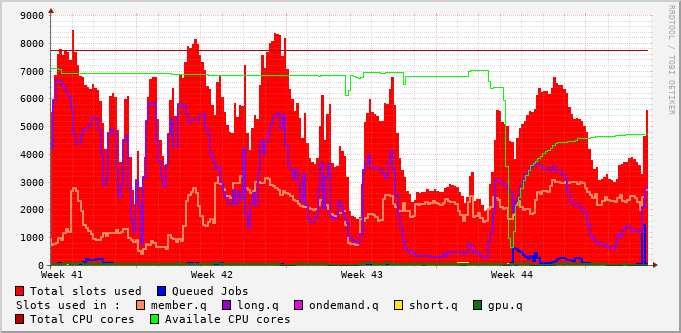 9000
8000
7000
6000
5000
4000
3000
2000
1000
0
Week 41 Week 42 Week 43 Week 44
RRDTOOL / TOBI OETIKER
Total slots used Queued Jobs
Slots used in : member.q long.q ondemand.q short.q gpu.q
Total CPU cores Availale CPU cores